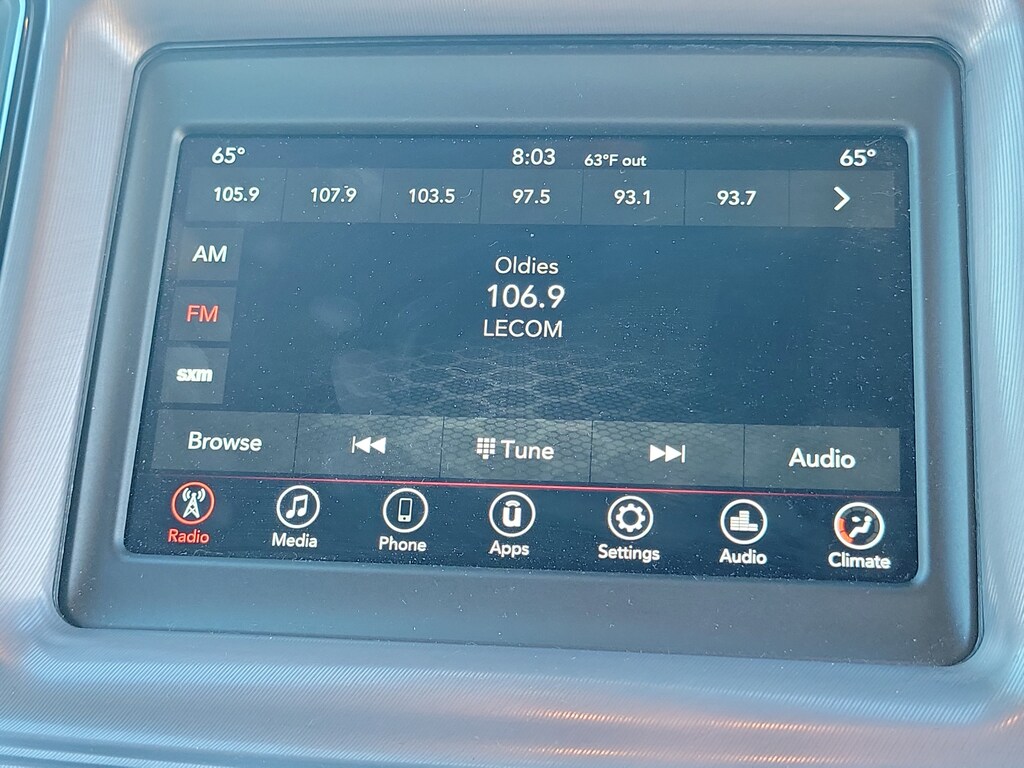 65° 8:03 63°F out 65°
105.9 107.9 103.5 97.5 93.1 93.7
AM
FM
sxm
Oldies
106.9
LECOM
Browse Tune Audio
Radio Media Phone Apps Settings Audio Climate